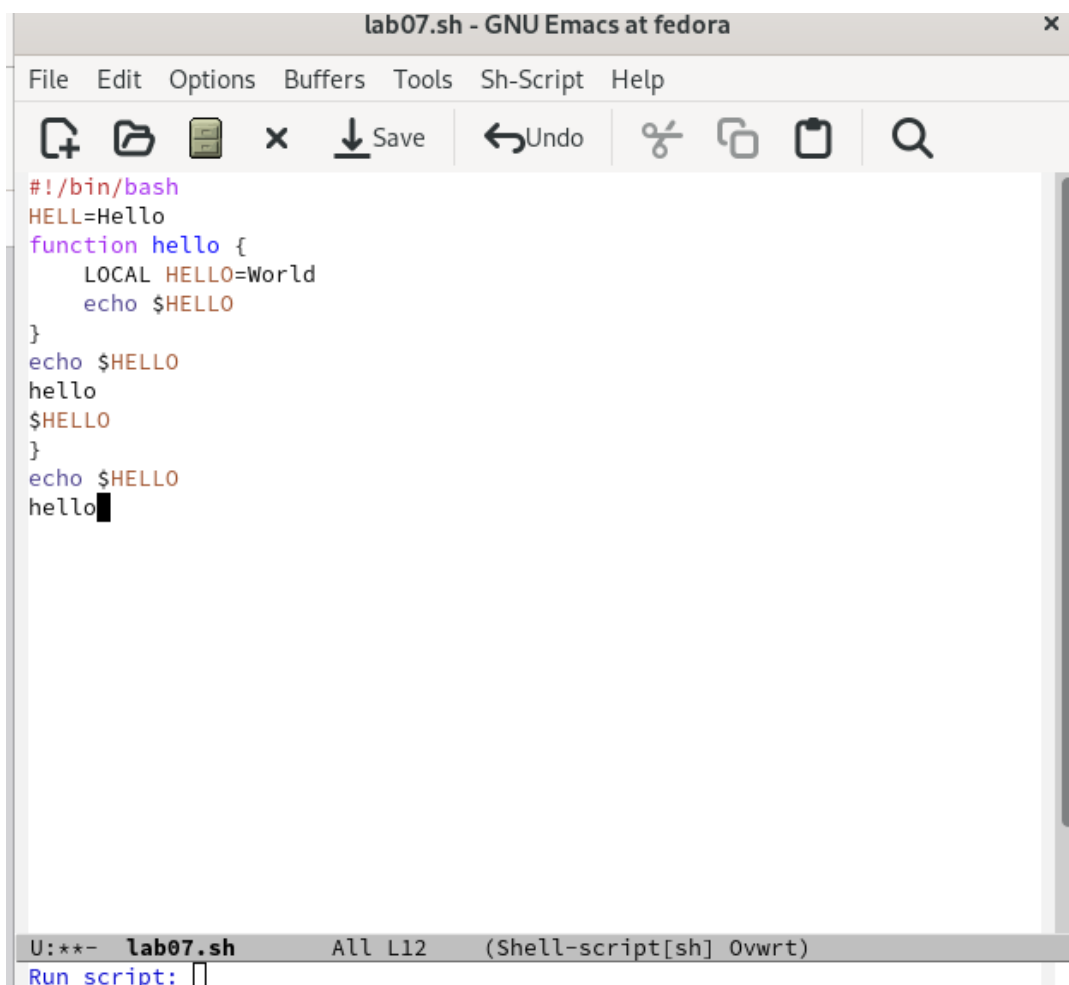 lab07.sh - GNU Emacs at fedora ×
File Edit Options Buffers Tools Sh-Script Help
Save Undo
#!/bin/bash
HELL=Hello
function hello {
    LOCAL HELLO=World
    echo $HELLO
}
echo $HELLO
hello
$HELLO
}
echo $HELLO
hello
U:**- lab07.sh All L12 (Shell-script[sh] Ovwrt)
Run script: